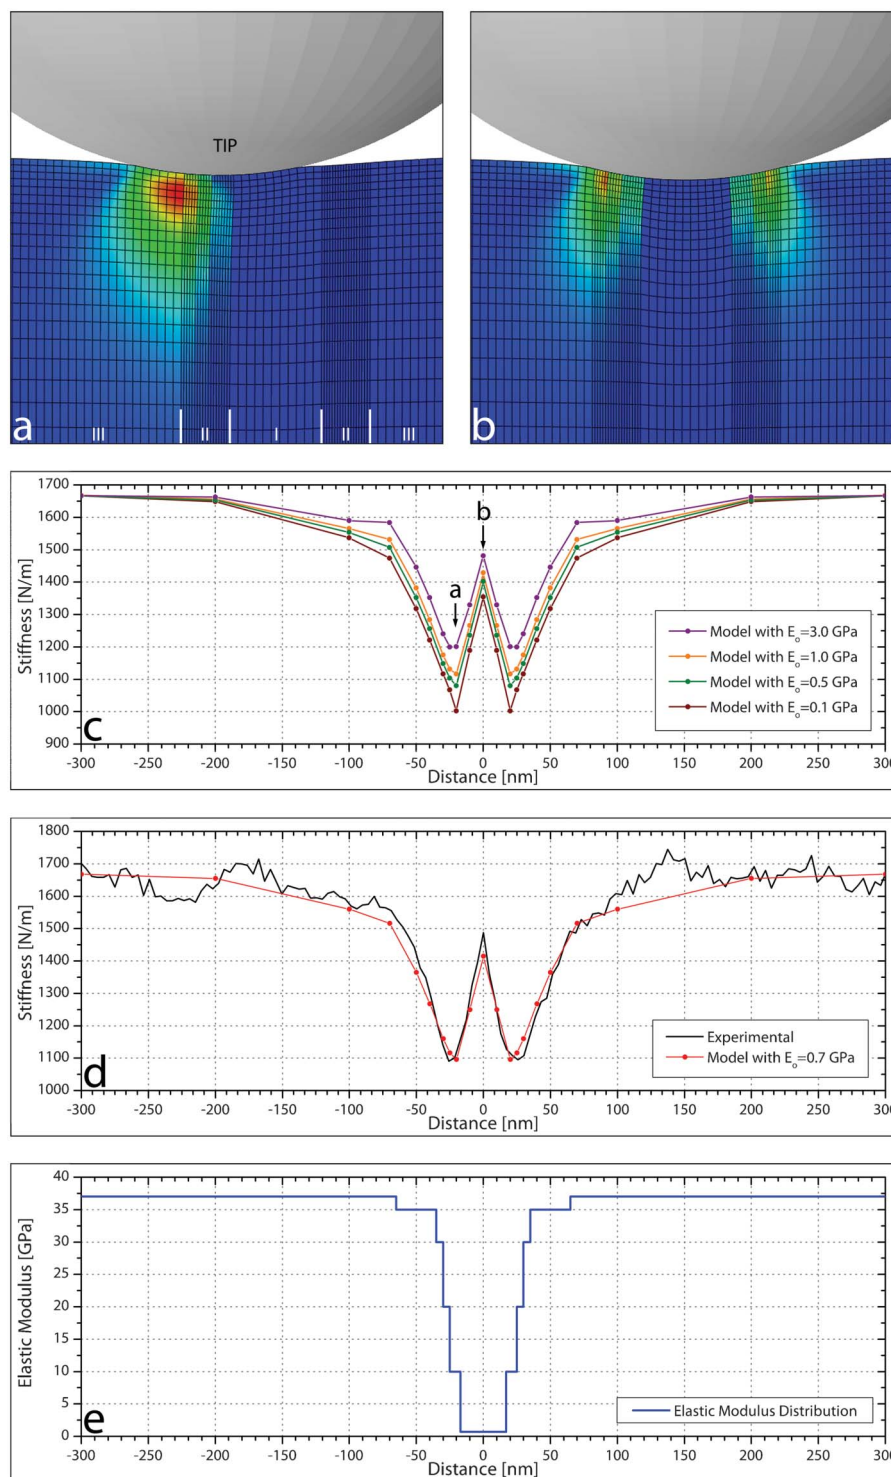 TIP
a
III
II
I
II
III
b
1700
1600
1500
1400
1300
1200
1100
1000
900
Stiffness [N/m]
c
a
b
Model with Eo=3.0 GPa
Model with Eo=1.0 GPa
Model with Eo=0.5 GPa
Model with Eo=0.1 GPa
-300 -250 -200 -150 -100 -50 0 50 100 150 200 250 300
Distance [nm]
1800
1700
1600
1500
1400
1300
1200
1100
1000
Stiffness [N/m]
d
Experimental
Model with Eo=0.7 GPa
-300 -250 -200 -150 -100 -50 0 50 100 150 200 250 300
Distance [nm]
40
35
30
25
20
15
10
5
0
Elastic Modulus [GPa]
e
Elastic Modulus Distribution
-300 -250 -200 -150 -100 -50 0 50 100 150 200 250 300
Distance [nm]